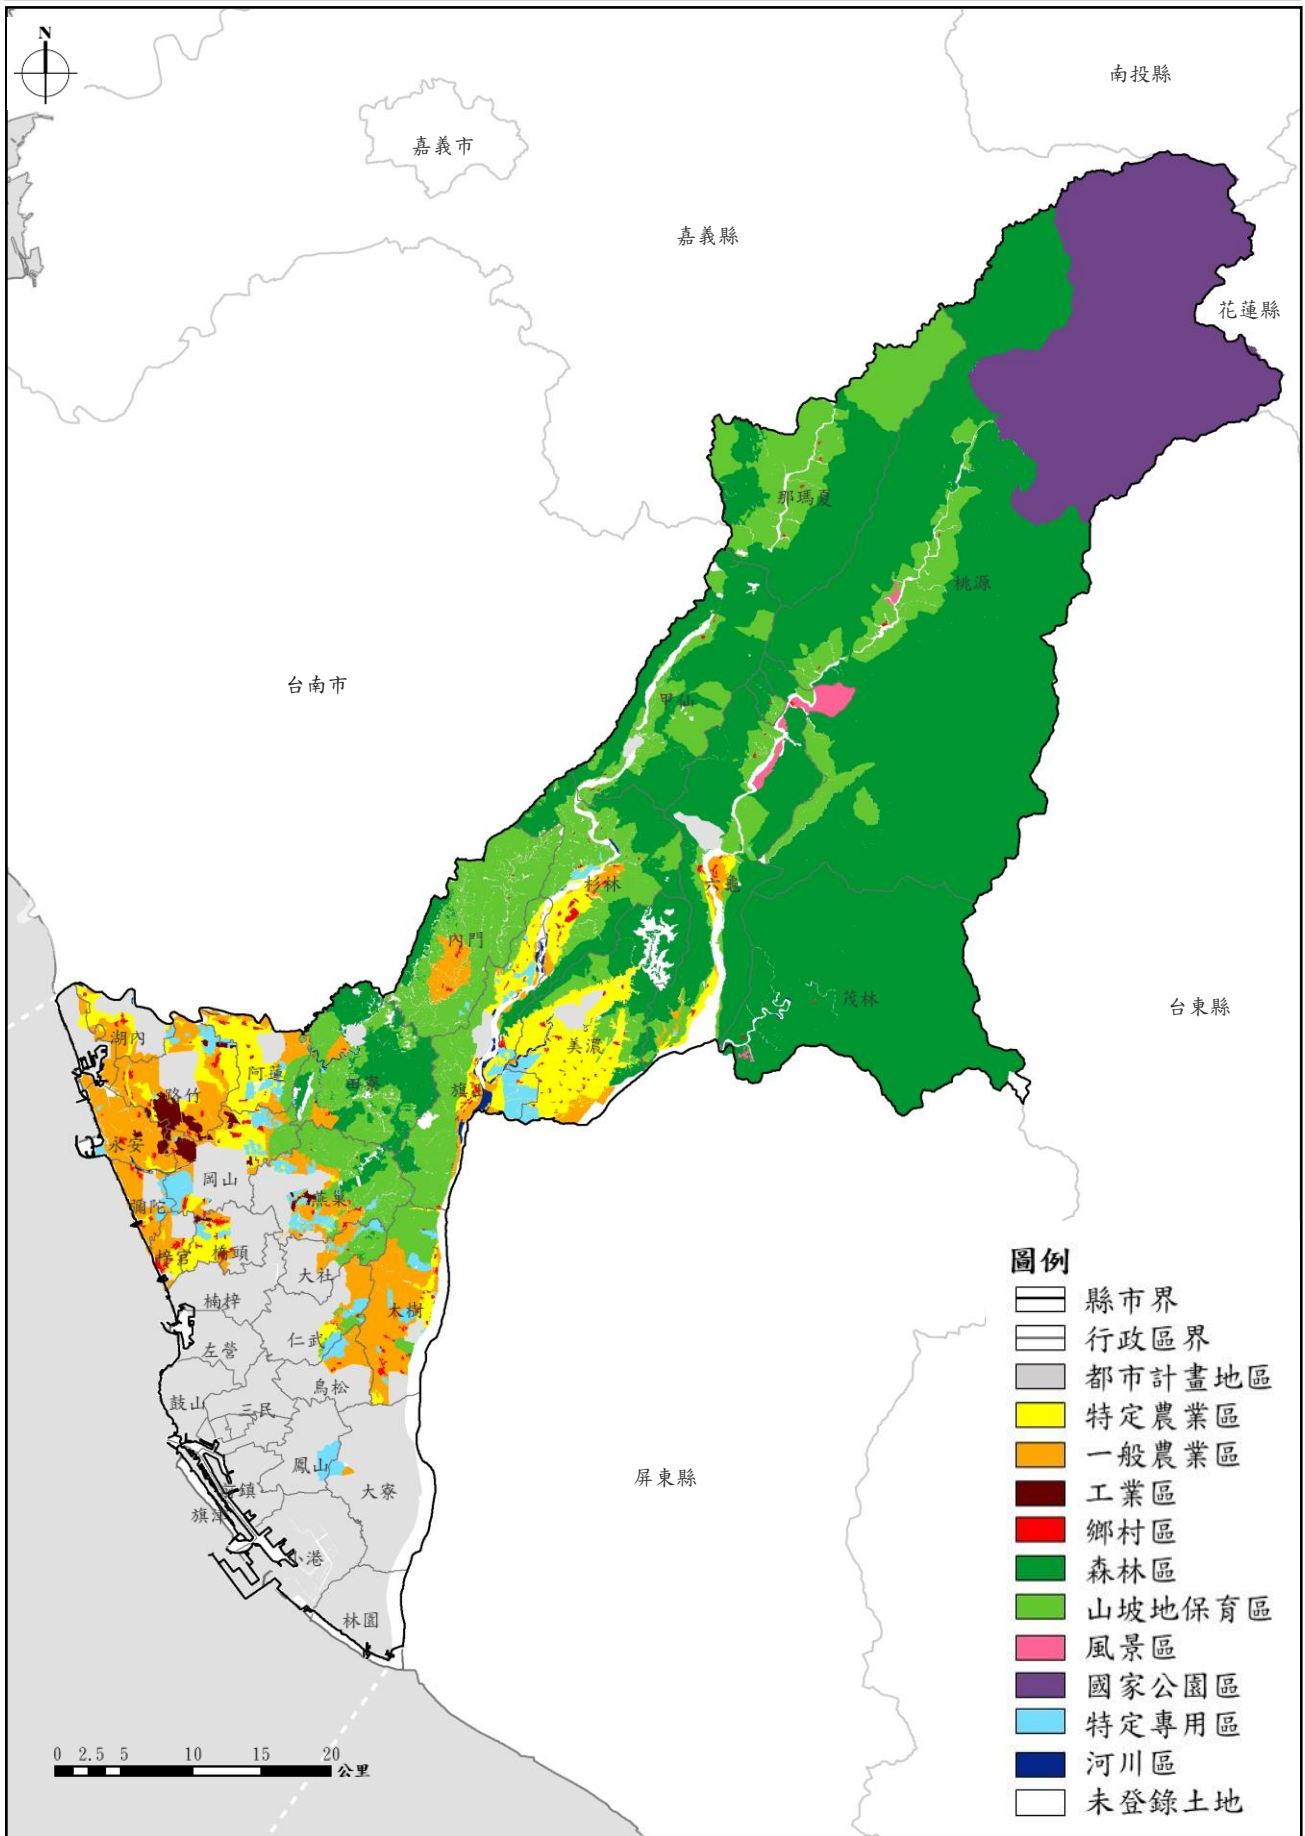 N
南投縣
嘉義市
嘉義縣
花蓮縣
那瑪夏
桃源
台南市
甲仙
杉林
六龜
內門
茂林
台東縣
湖內
美濃
阿蓮
田寮
旗山
路竹
永安
岡山
燕巢
彌陀
梓官
橋頭
大社
楠梓
大樹
仁武
左營
鳥松
鼓山
三民
鳳山
屏東縣
大寮
前鎮
旗津
小港
林園
圖例
縣市界
行政區界
都市計畫地區
特定農業區
一般農業區
工業區
鄉村區
森林區
山坡地保育區
風景區
國家公園區
特定專用區
河川區
未登錄土地
0 2.5 5 10 15 20
公里